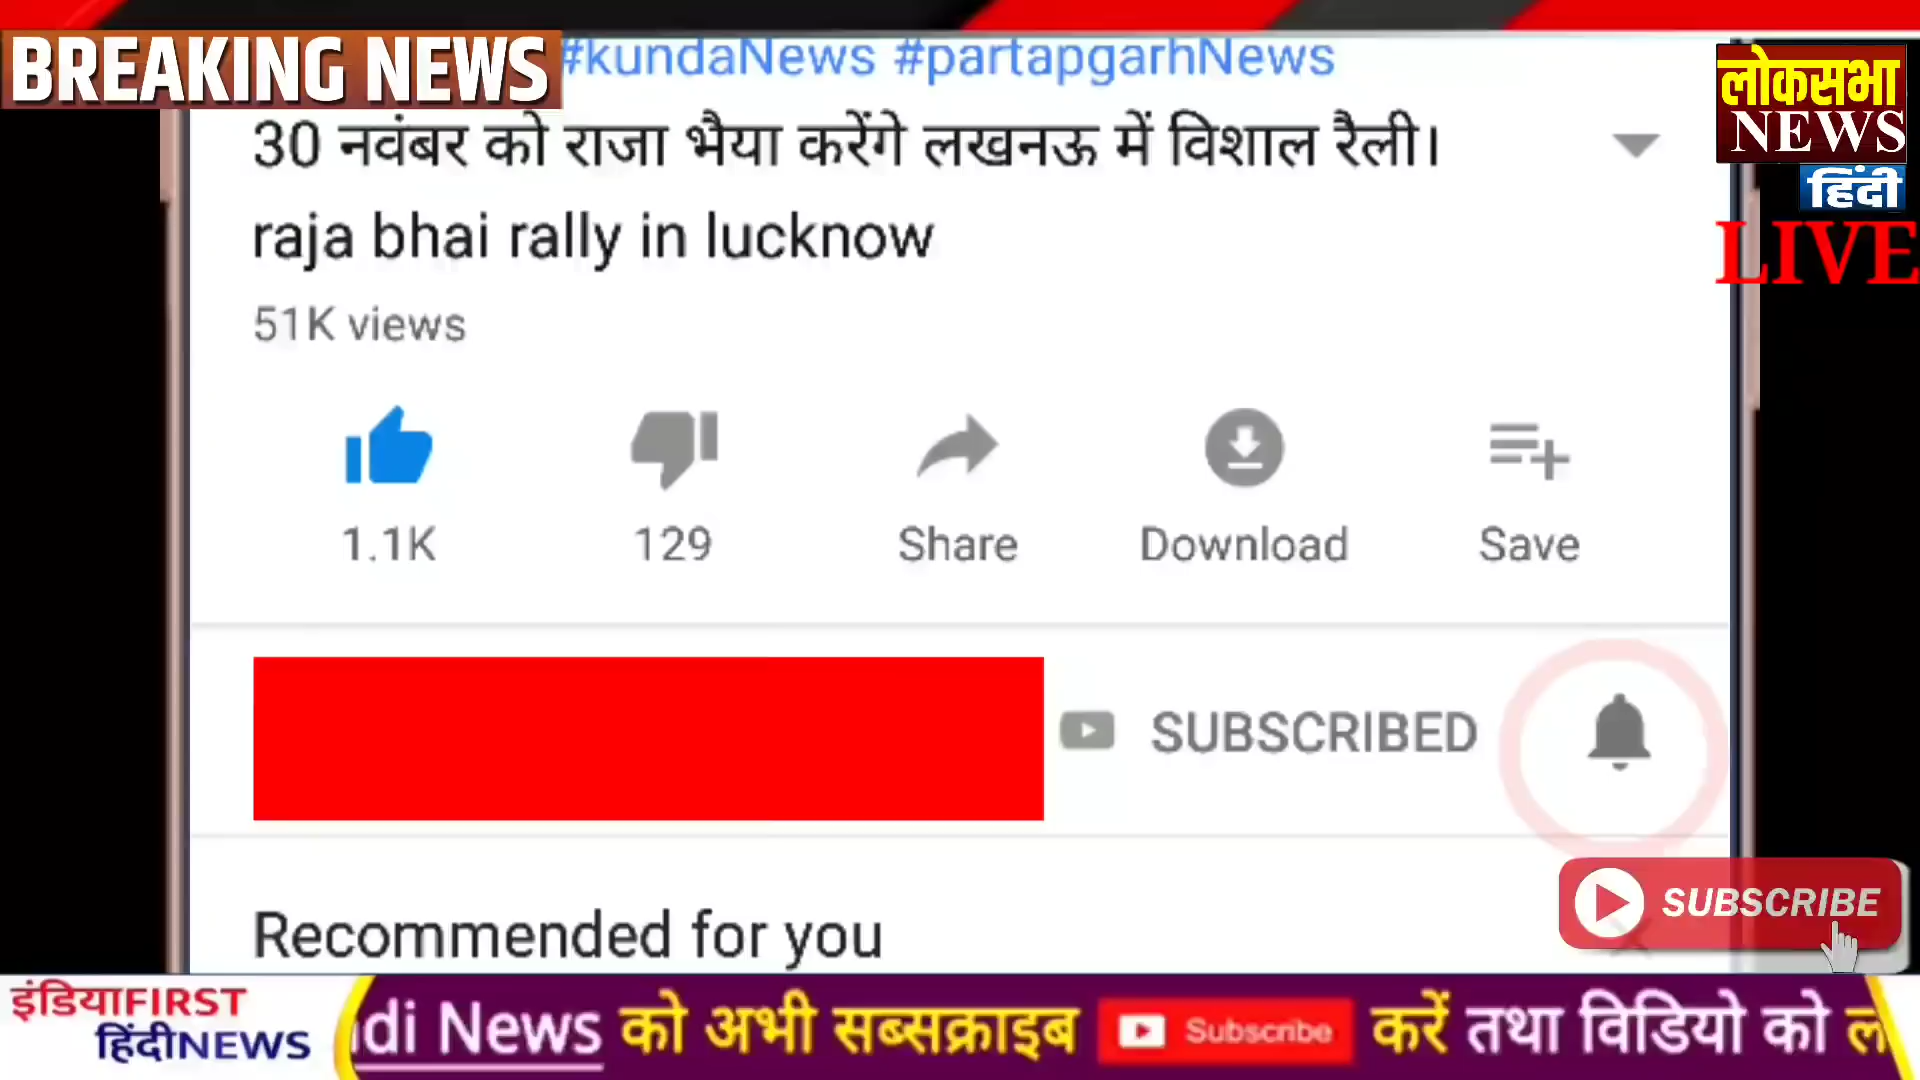 BREAKING NEWS
#kundaNews #partapgarhNews
लोकसभा
NEWS
हिंदी
LIVE
30 नवंबर को राजा भैया करेंगे लखनऊ में विशाल रैली।
raja bhai rally in lucknow
51K views
1.1K 129 Share Download Save
SUBSCRIBED
Recommended for you
SUBSCRIBE
इंडियाFIRST
हिंदीNEWS
di News को अभी सब्सक्राइब Subscribe करें तथा विडियो को